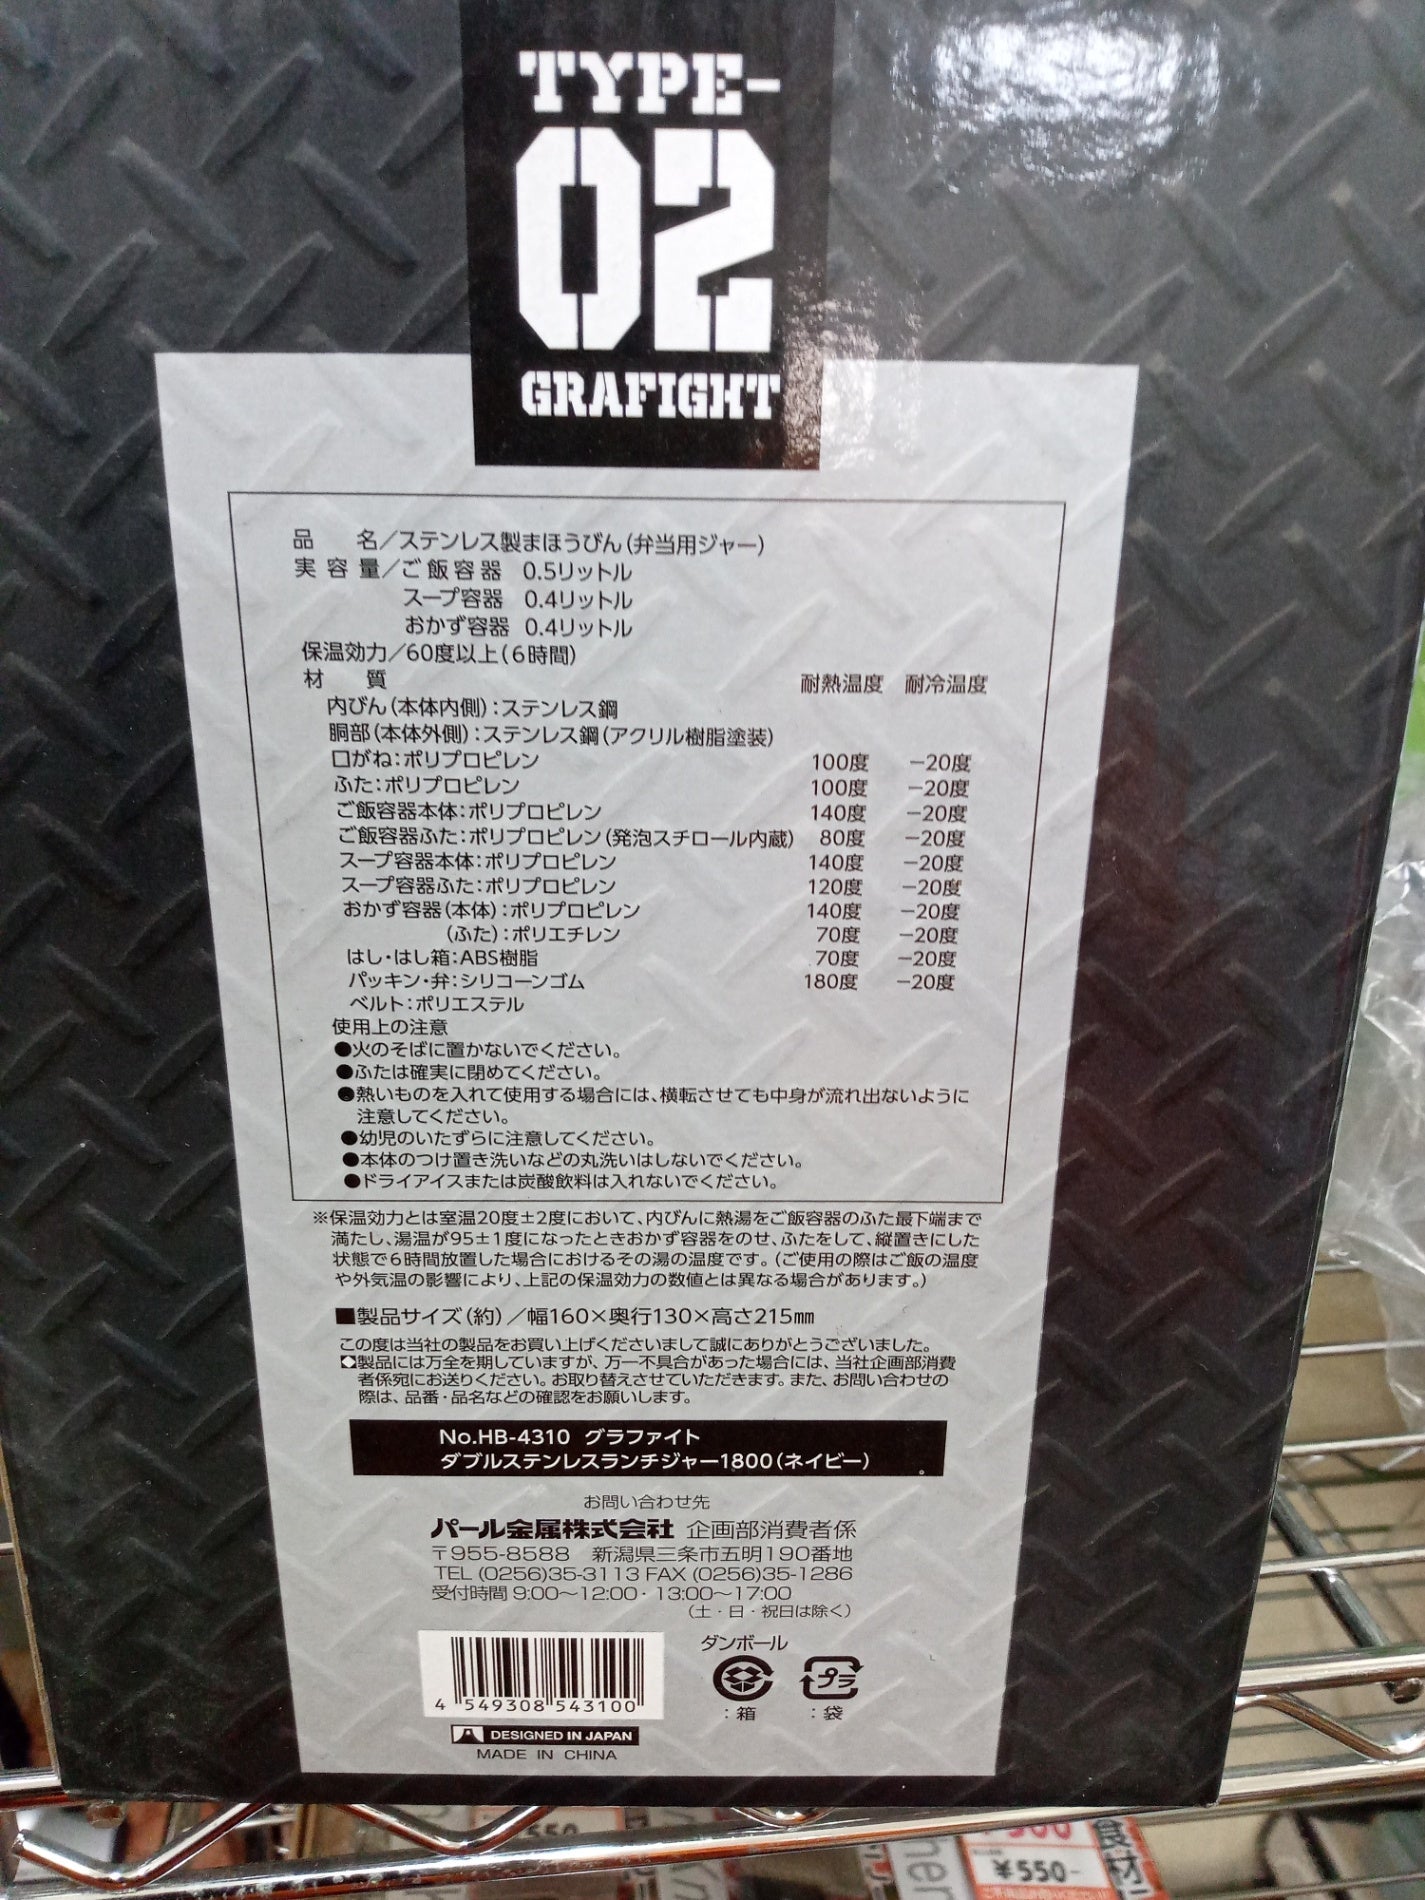 TYPE-
02
GRAFIGHT
品 名/ステンレス製まほうびん(弁当用ジャー)
実容量/ご飯容器 0.5リットル
スープ容器 0.4リットル
おかず容器 0.4リットル
保温効力/60度以上(6時間)
材 質 耐熱温度 耐冷温度
内びん(本体内側):ステンレス鋼
胴部(本体外側):ステンレス鋼(アクリル樹脂塗装)
口がね:ポリプロピレン 100度 −20度
ふた:ポリプロピレン 100度 −20度
ご飯容器本体:ポリプロピレン 140度 −20度
ご飯容器ふた:ポリプロピレン(発泡スチロール内蔵) 80度 −20度
スープ容器本体:ポリプロピレン 140度 −20度
スープ容器ふた:ポリプロピレン 120度 −20度
おかず容器(本体):ポリプロピレン 140度 −20度
(ふた):ポリエチレン 70度 −20度
はし・はし箱:ABS樹脂 70度 −20度
パッキン・弁:シリコーンゴム 180度 −20度
ベルト:ポリエステル
使用上の注意
●火のそばに置かないでください。
●ふたは確実に閉めてください。
●熱いものを入れて使用する場合には、横転させても中身が流れ出ないように
注意してください。
●幼児のいたずらに注意してください。
●本体のつけ置き洗いなどの丸洗いはしないでください。
●ドライアイスまたは炭酸飲料は入れないでください。
※保温効力とは室温20度±2度において、内びんに熱湯をご飯容器のふた最下端まで
満たし、湯温が95±1度になったときおかず容器をのせ、ふたをして、縦置きにした
状態で6時間放置した場合におけるその湯の温度です。(ご使用の際はご飯の温度
や外気温の影響により、上記の保温効力の数値とは異なる場合があります。)
■製品サイズ(約)/幅160×奥行130×高さ215㎜
この度は当社の製品をお買い上げくださいまして誠にありがとうございました。
◆製品には万全を期していますが、万一不具合があった場合には、当社企画部消費
者係宛にお送りください。お取り替えさせていただきます。また、お問い合わせの
際は、品番・品名などの確認をお願いします。
No.HB-4310 グラファイト
ダブルステンレスランチジャー1800(ネイビー)
お問い合わせ先
パール金属株式会社 企画部消費者係
〒955-8588 新潟県三条市五明190番地
TEL (0256)35-3113 FAX (0256)35-1286
受付時間 9:00〜12:00・13:00〜17:00
(土・日・祝日は除く)
ダンボール
プラ
:箱 :袋
4 549308 543100
DESIGNED IN JAPAN
MADE IN CHINA
¥550-